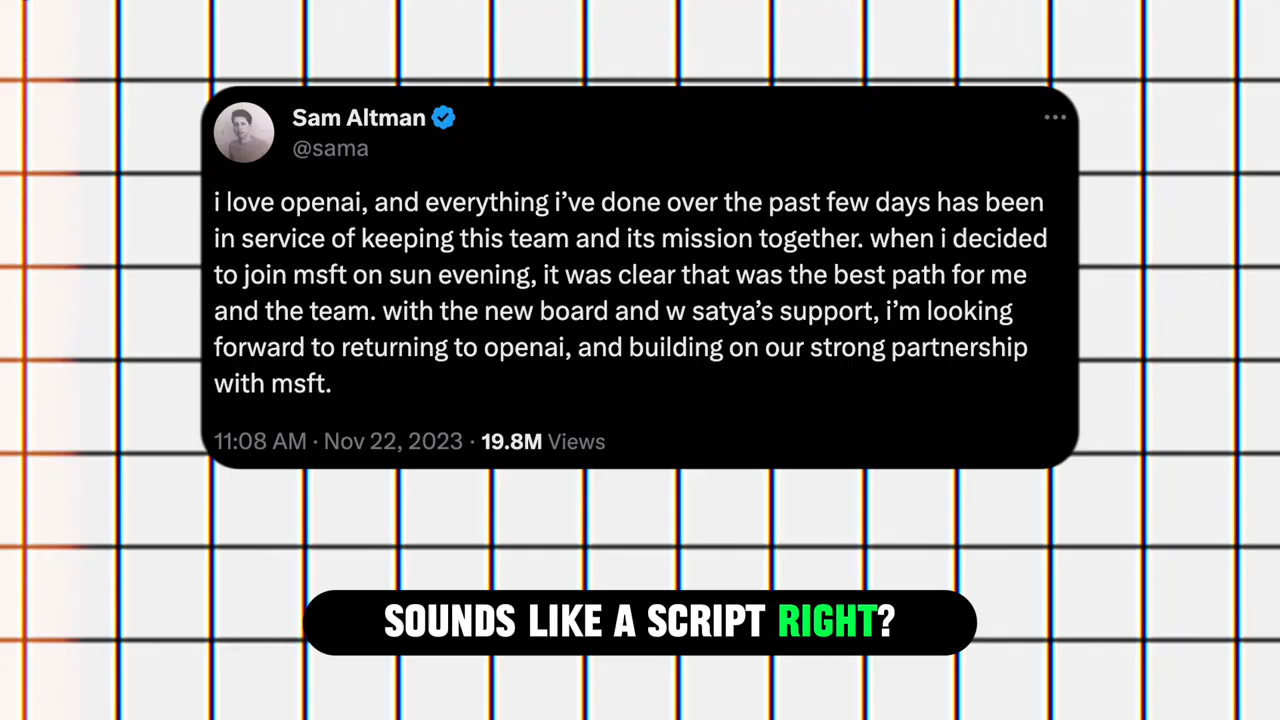 Sam Altman
@sama
i love openai, and everything i’ve done over the past few days has been
in service of keeping this team and its mission together. when i decided
to join msft on sun evening, it was clear that was the best path for me
and the team. with the new board and w satya’s support, i’m looking
forward to returning to openai, and building on our strong partnership
with msft.
11:08 AM · Nov 22, 2023 · 19.8M Views
SOUNDS LIKE A SCRIPT RIGHT?